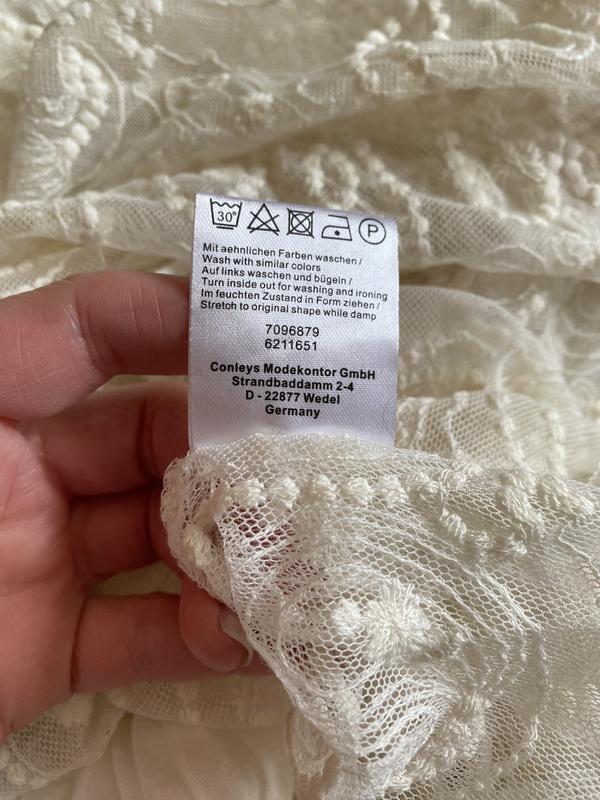 30° P
Mit aehnlichen Farben waschen /
Wash with similar colors
Auf links waschen und bügeln /
Turn inside out for washing and ironing
Im feuchten Zustand in Form ziehen /
Stretch to original shape while damp
7096879
6211651
Conleys Modekontor GmbH
Strandbaddamm 2-4
D - 22877 Wedel
Germany